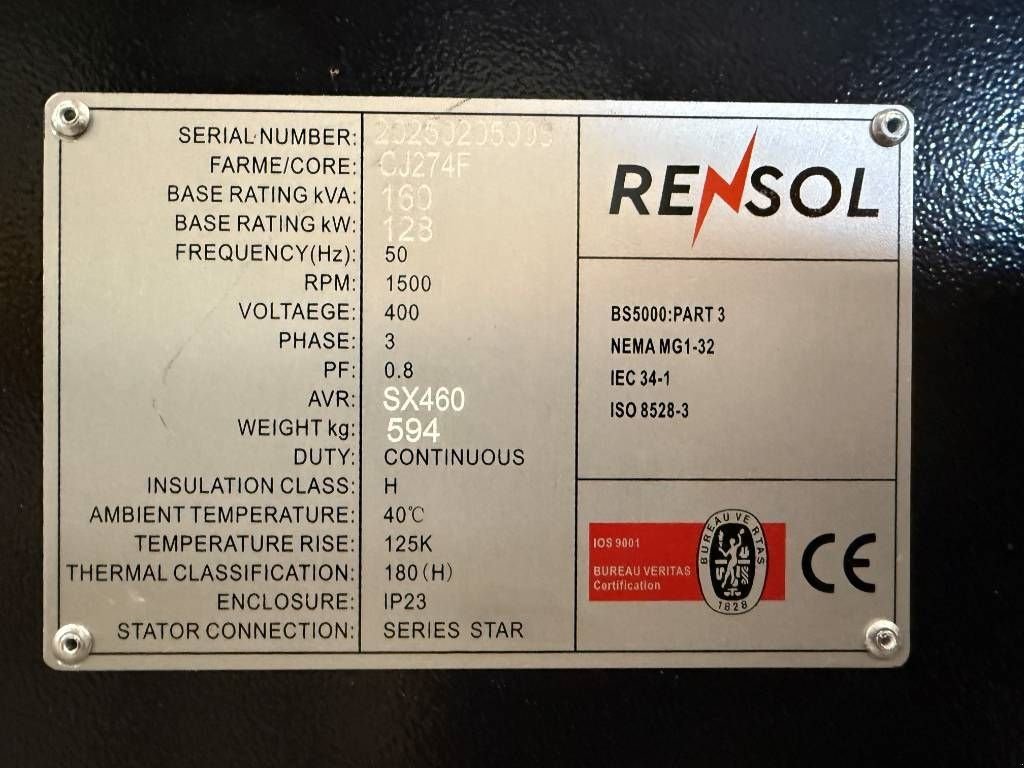 SERIAL NUMBER:
FARME/CORE: CJ274F
BASE RATING kVA: 160
BASE RATING kW: 128
FREQUENCY(Hz): 50
RPM: 1500
VOLTAEGE: 400
PHASE: 3
PF: 0.8
AVR: SX460
WEIGHT kg: 594
DUTY: CONTINUOUS
INSULATION CLASS: H
AMBIENT TEMPERATURE: 40℃
TEMPERATURE RISE: 125K
THERMAL CLASSIFICATION: 180(H)
ENCLOSURE: IP23
STATOR CONNECTION: SERIES STAR
RENSOL
BS5000:PART 3
NEMA MG1-32
IEC 34-1
ISO 8528-3
IOS 9001
BUREAU VERITAS
Certification
BUREAU VERITAS
1828
CE